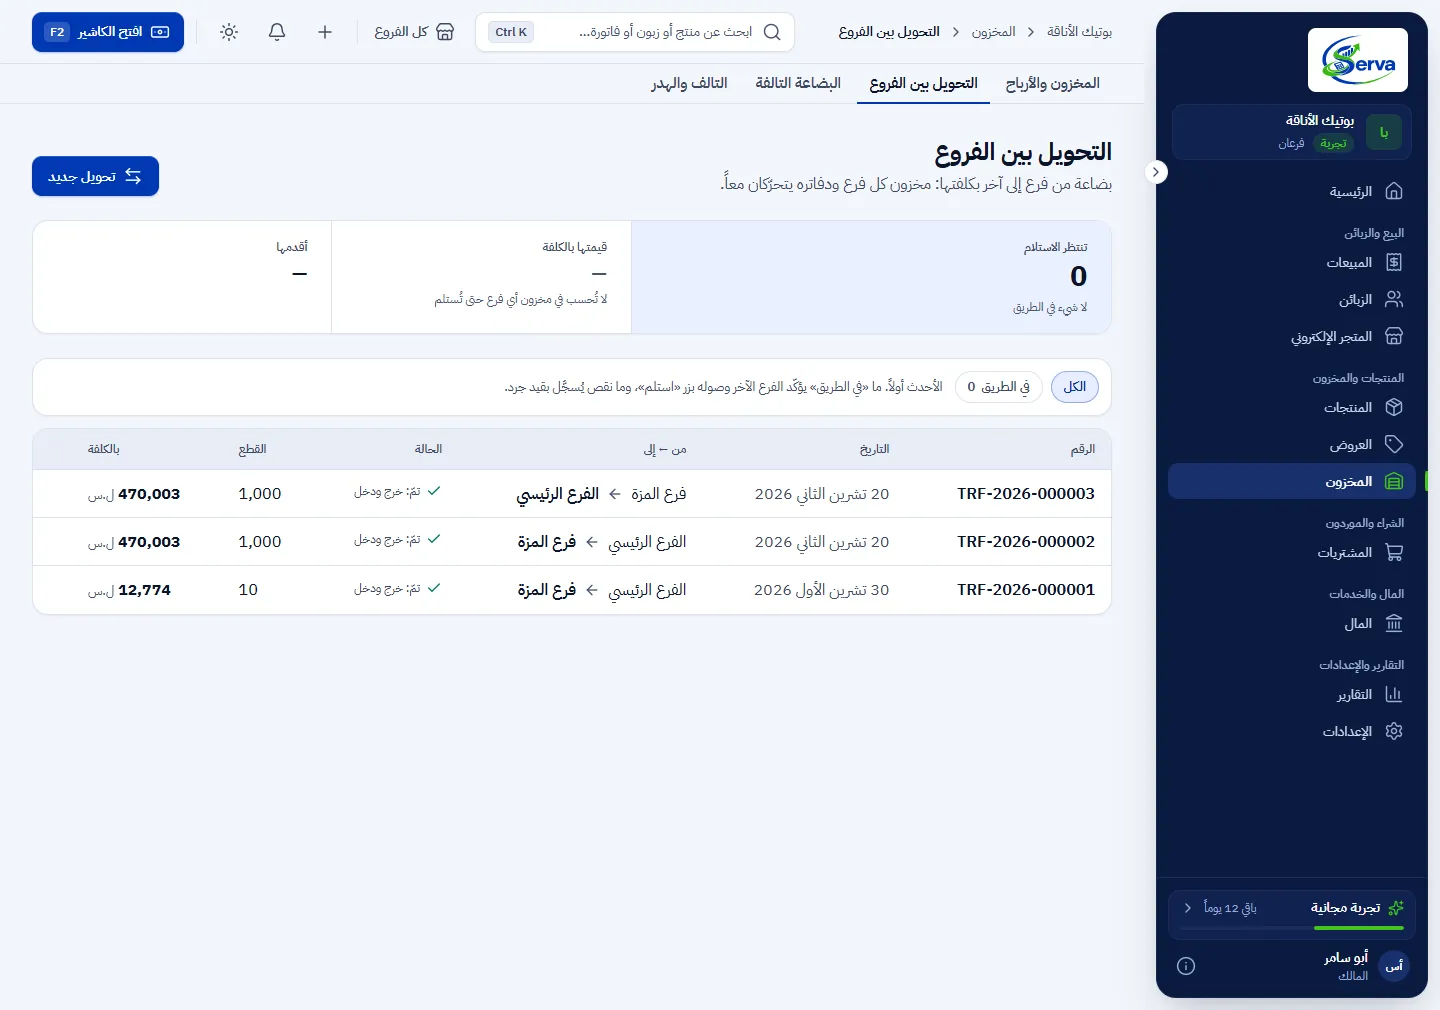 Serva
با
بوتيك الأناقة
تجربة
فرعان
الرئيسية
البيع والزبائن
المبيعات
الزبائن
المتجر الإلكتروني
المنتجات والمخزون
المنتجات
العروض
المخزون
الشراء والموردون
المشتريات
المال والخدمات
المال
التقارير والإعدادات
التقارير
الإعدادات
تجربة مجانية
باقي 12 يوماً
أس
أبو سامر
المالك
بوتيك الأناقة
المخزون
التحويل بين الفروع
ابحث عن منتج أو زبون أو فاتورة...
Ctrl K
كل الفروع
افتح الكاشير F2
المخزون والأرباح
التحويل بين الفروع
البضاعة التالفة
التالف والهدر
التحويل بين الفروع
بضاعة من فرع إلى آخر بكلفتها: مخزون كل فرع ودفاتره يتحرّكان معاً.
تحويل جديد
تنتظر الاستلام
0
لا شيء في الطريق
قيمتها بالكلفة
—
لا تُحسب في مخزون أي فرع حتى تُستلم
أقدمها
—
الكل
في الطريق 0
الأحدث أولاً. ما «في الطريق» يؤكّد الفرع الآخر وصوله بزر «استلم»، وما نقص يُسجَّل بقيد جرد.
الرقم التاريخ من ← إلى الحالة القطع بالكلفة
TRF-2026-000003 20 تشرين الثاني 2026 فرع المزة ← الفرع الرئيسي تمّ: خرج ودخل 1,000 470,003 ل.س
TRF-2026-000002 20 تشرين الثاني 2026 الفرع الرئيسي ← فرع المزة تمّ: خرج ودخل 1,000 470,003 ل.س
TRF-2026-000001 30 تشرين الأول 2026 الفرع الرئيسي ← فرع المزة تمّ: خرج ودخل 10 12,774 ل.س